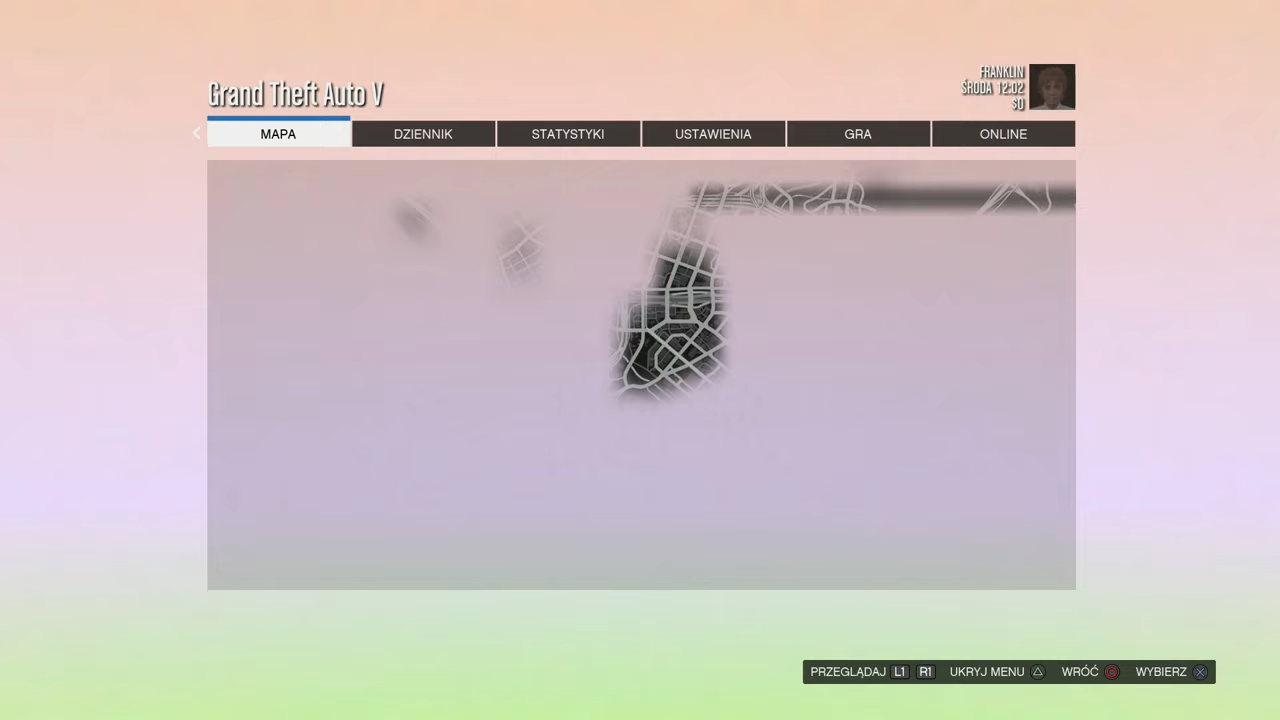 Grand Theft Auto V
FRANKLIN
ŚRODA 12:02
$0
MAPA DZIENNIK STATYSTYKI USTAWIENIA GRA ONLINE
PRZEGLĄDAJ L1 R1 UKRYJ MENU WRÓĆ WYBIERZ